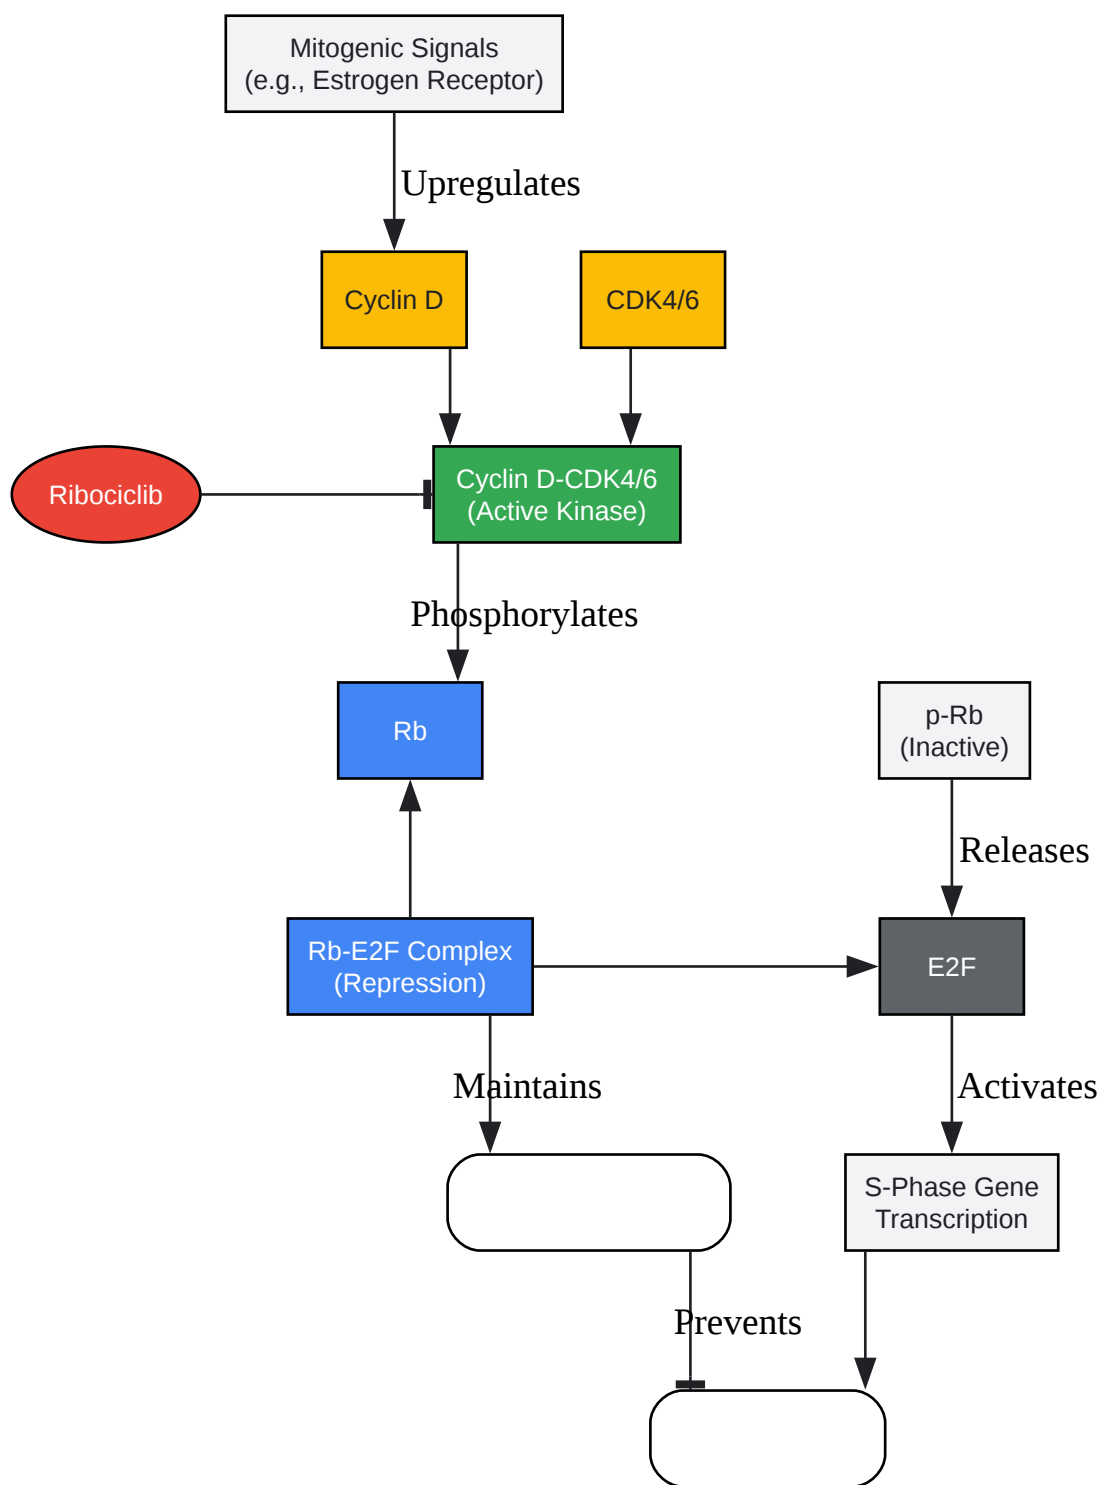 Mitogenic Signals
(e.g., Estrogen Receptor)
Upregulates
Cyclin D
CDK4/6
Ribociclib
Cyclin D-CDK4/6
(Active Kinase)
Phosphorylates
Rb
p-Rb
(Inactive)
Releases
Rb-E2F Complex
(Repression)
E2F
Maintains
Activates
S-Phase Gene
Transcription
Prevents